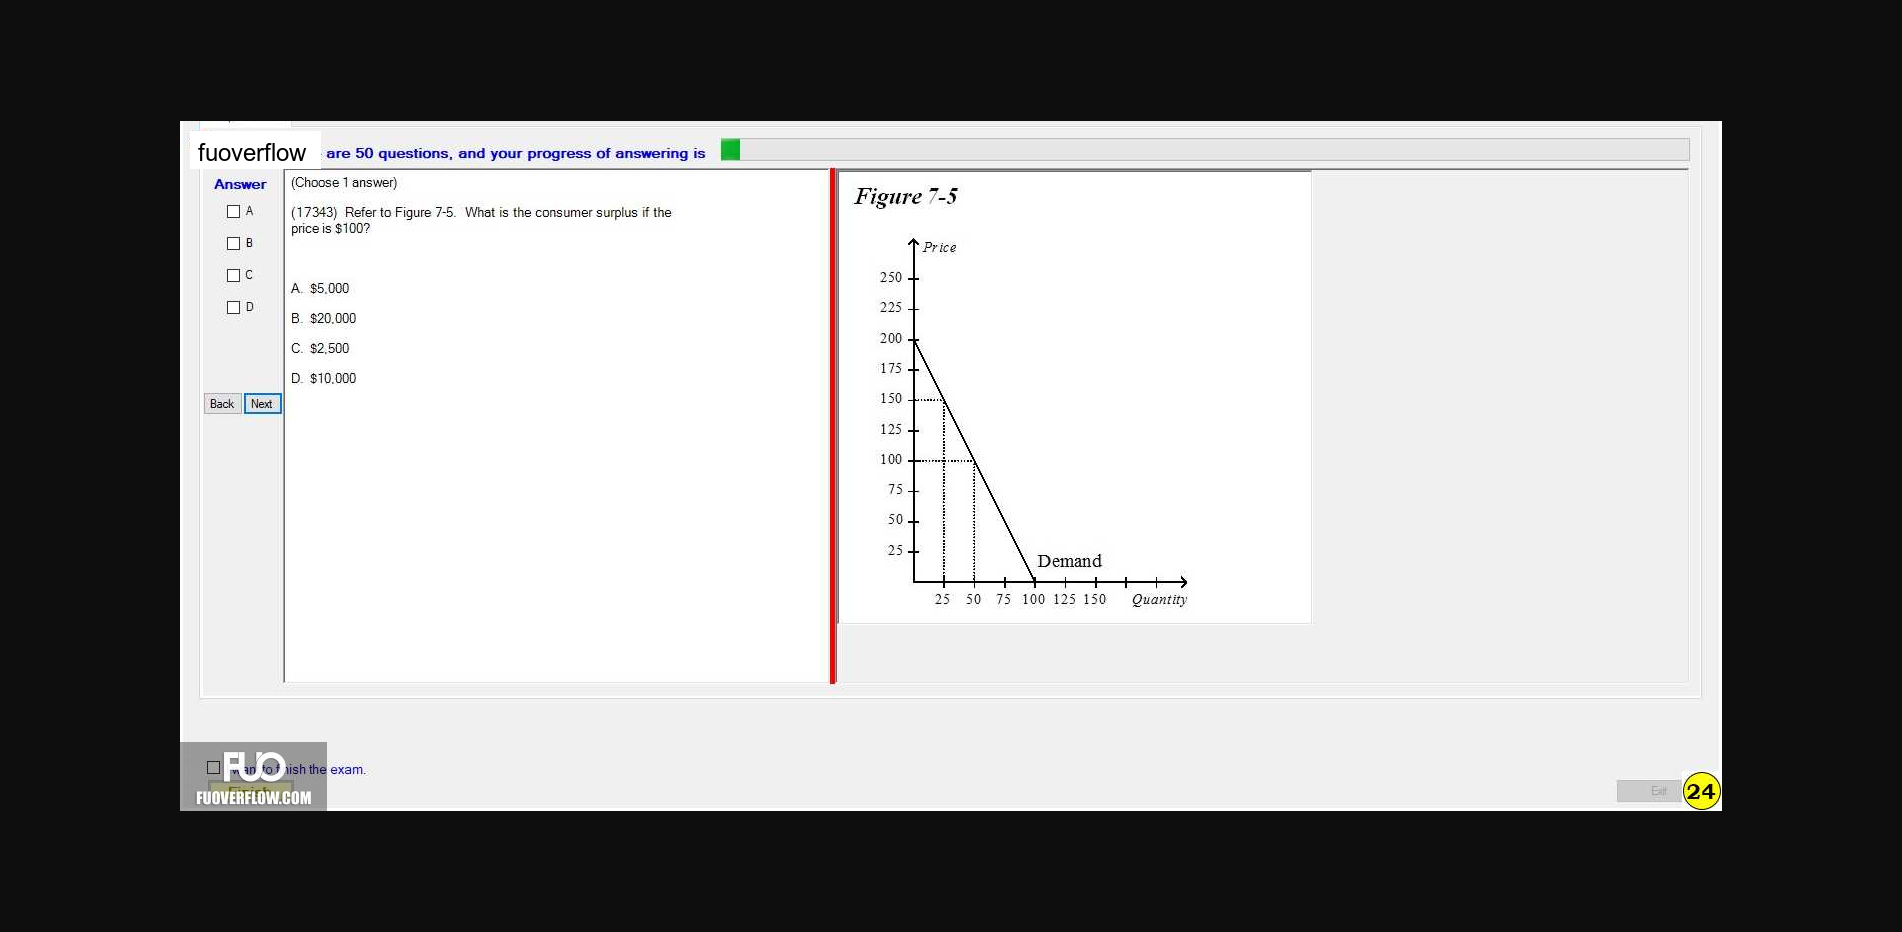 fuoverflow are 50 questions, and your progress of answering is
Answer
A
B
C
D
Back Next
(Choose 1 answer)
(17343) Refer to Figure 7-5. What is the consumer surplus if the
price is $100?
A. $5,000
B. $20,000
C. $2,500
D. $10,000
Figure 7-5
Price
250
225
200
175
150
125
100
75
50
25
Demand
25 50 75 100 125 150 Quantity
FUO
to finish the exam.
Finish
FUOVERFLOW.COM
Exit
24